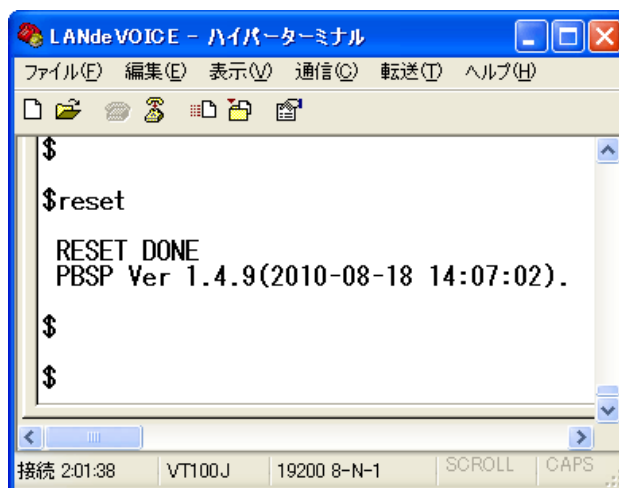 LANdeVOICE - ハイパーターミナル
ファイル(F) 編集(E) 表示(V) 通信(C) 転送(T) ヘルプ(H)
$
$reset
RESET DONE
PBSP Ver 1.4.9(2010-08-18 14:07:02).
$
$
接続 2:01:38 VT100J 19200 8-N-1 SCROLL CAPS